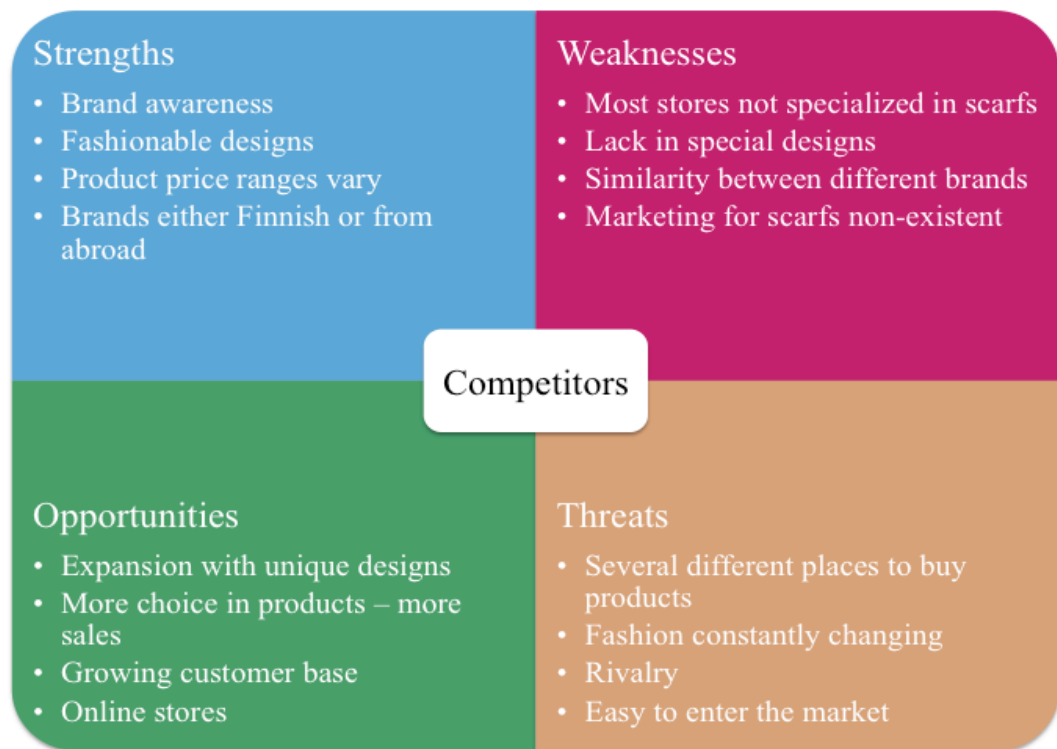 Strengths
• Brand awareness
• Fashionable designs
• Product price ranges vary
• Brands either Finnish or from
abroad
Weaknesses
• Most stores not specialized in scarfs
• Lack in special designs
• Similarity between different brands
• Marketing for scarfs non-existent
Competitors
Opportunities
• Expansion with unique designs
• More choice in products – more
sales
• Growing customer base
• Online stores
Threats
• Several different places to buy
products
• Fashion constantly changing
• Rivalry
• Easy to enter the market